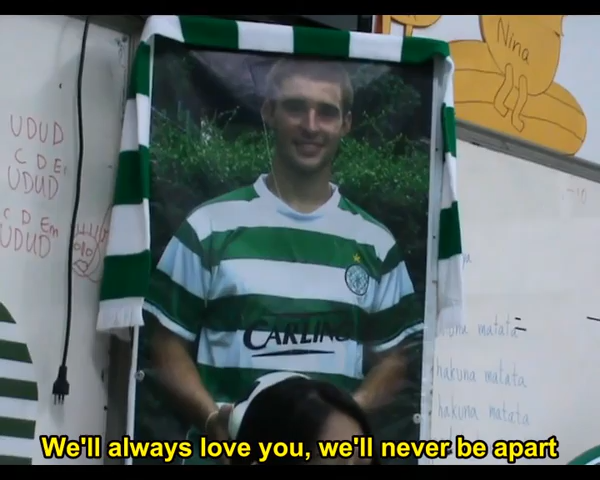 Nina
UDUD
C D Em
UDUD
C D Em
UDUD
CARLING
matata
hakuna matata
hakuna matata
We'll always love you, we'll never be apart